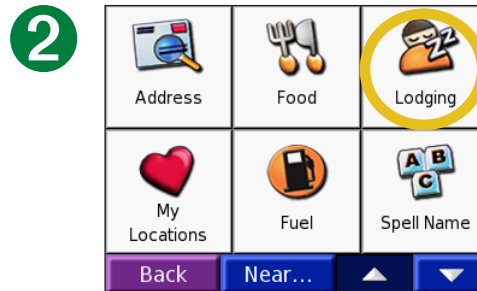 2
Address Food Lodging
A B
C
My
Locations Fuel Spell Name
Back Near...